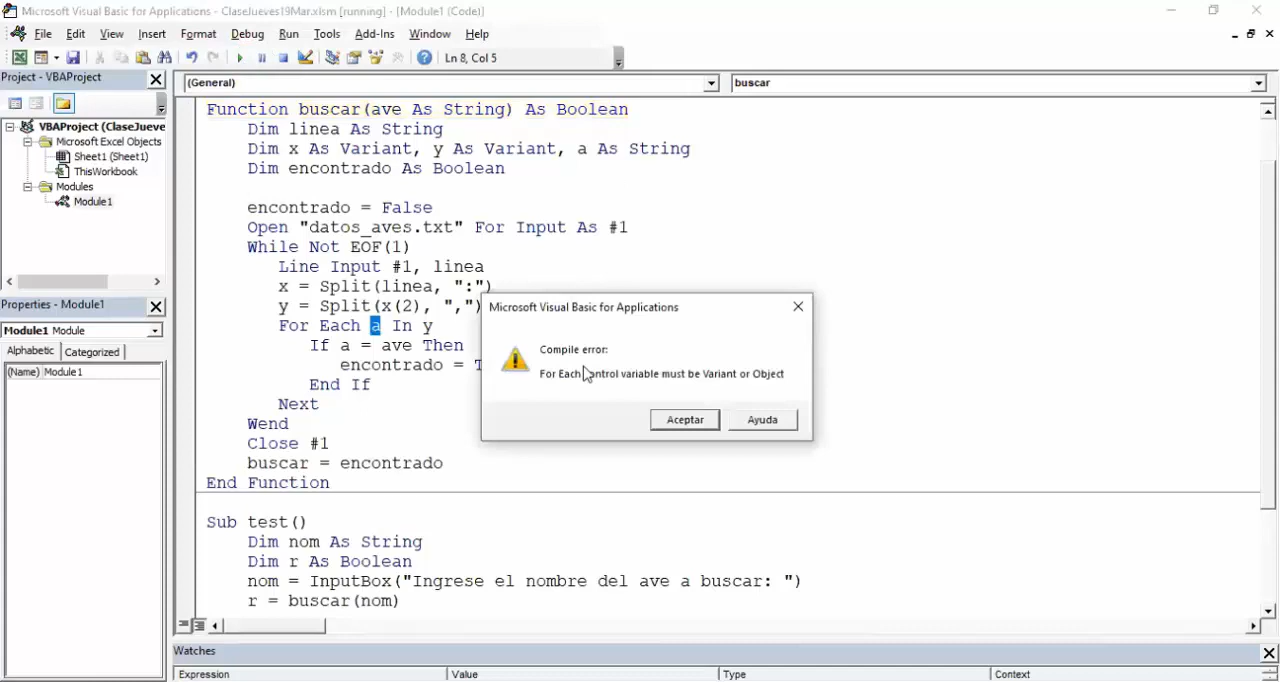 Microsoft Visual Basic for Applications - ClaseJueves19Mar.xlsm [running] - [Module1 (Code)]
File Edit View Insert Format Debug Run Tools Add-Ins Window Help
Ln 8, Col 5
Project - VBAProject
(General)
buscar
VBAProject (ClaseJueve
Microsoft Excel Objects
Sheet1 (Sheet1)
ThisWorkbook
Modules
Module1
Properties - Module1
Module1 Module
Alphabetic Categorized
(Name) Module1
Function buscar(ave As String) As Boolean
Dim linea As String
Dim x As Variant, y As Variant, a As String
Dim encontrado As Boolean
encontrado = False
Open "datos_aves.txt" For Input As #1
While Not EOF(1)
Line Input #1, linea
x = Split(linea, ":")
y = Split(x(2), ",")
For Each a In y
If a = ave Then
encontrado = T
End If
Next
Wend
Close #1
buscar = encontrado
End Function
Sub test()
Dim nom As String
Dim r As Boolean
nom = InputBox("Ingrese el nombre del ave a buscar: ")
r = buscar(nom)
Microsoft Visual Basic for Applications
Compile error:
For Each control variable must be Variant or Object
Aceptar Ayuda
Watches
Expression Value Type Context